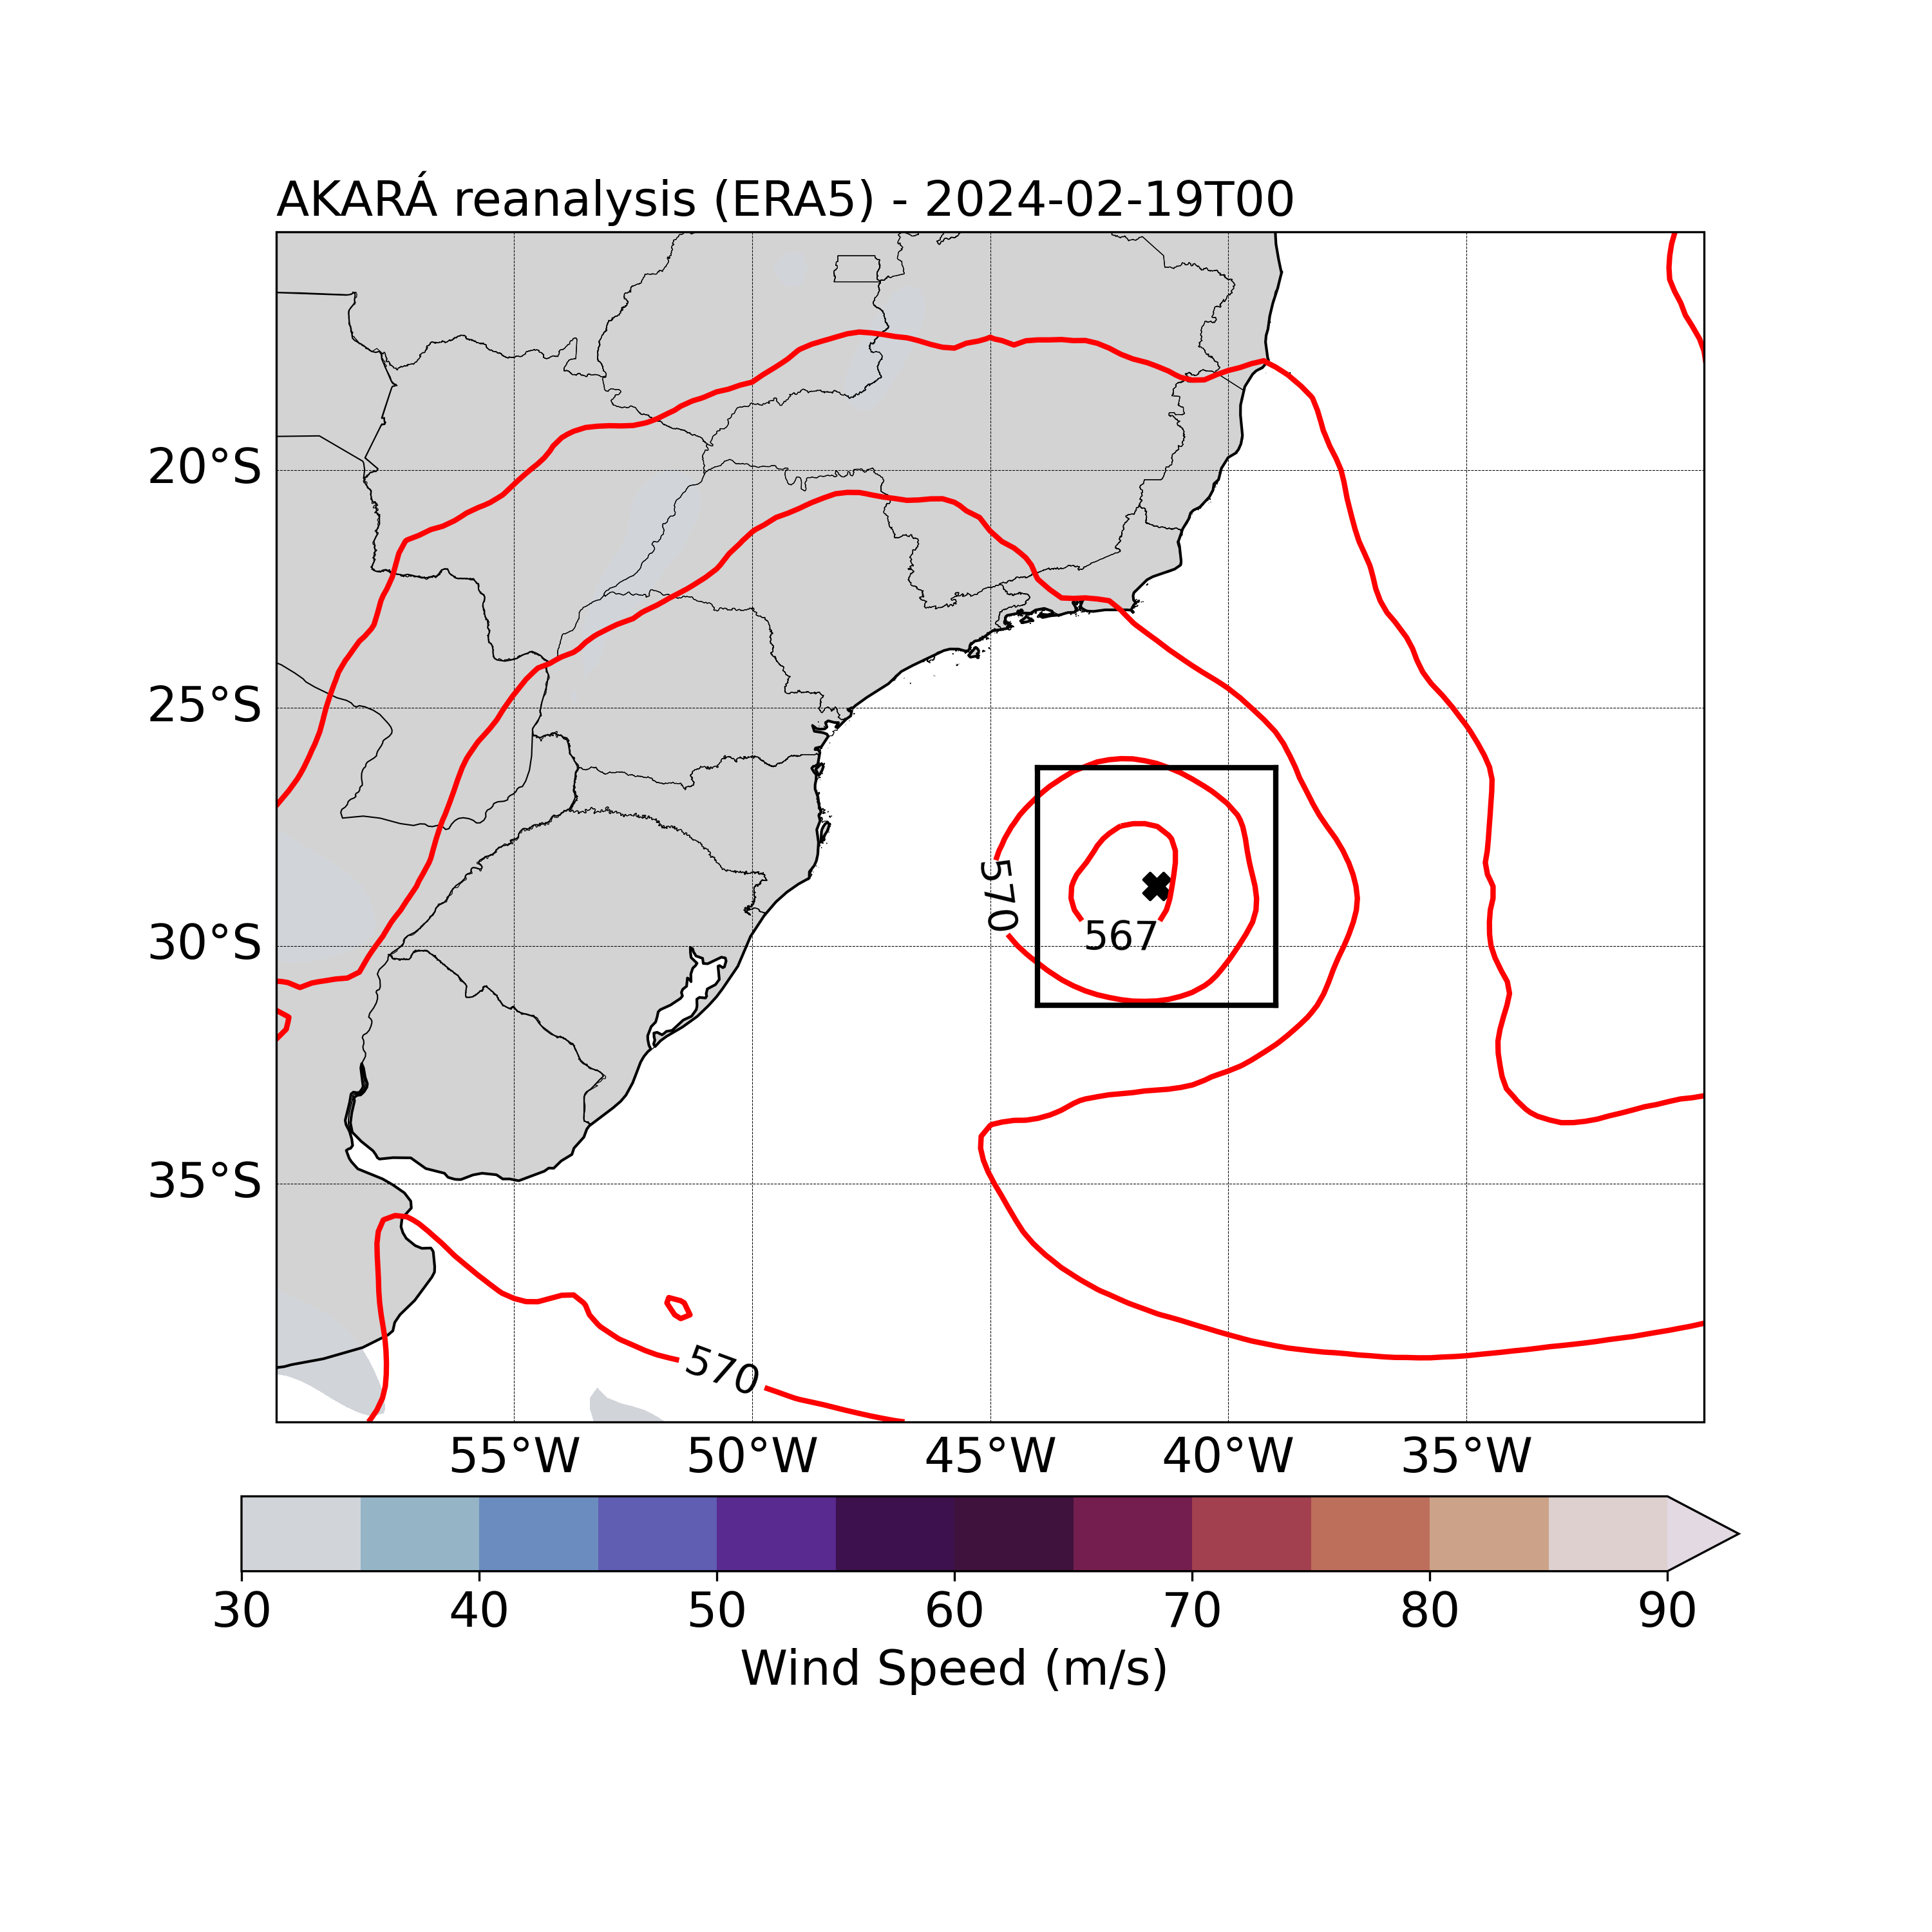 AKARÁ reanalysis (ERA5) - 2024-02-19T00
20°S
25°S
570
567
30°S
35°S
570
55°W 50°W 45°W 40°W 35°W
30 40 50 60 70 80 90
Wind Speed (m/s)